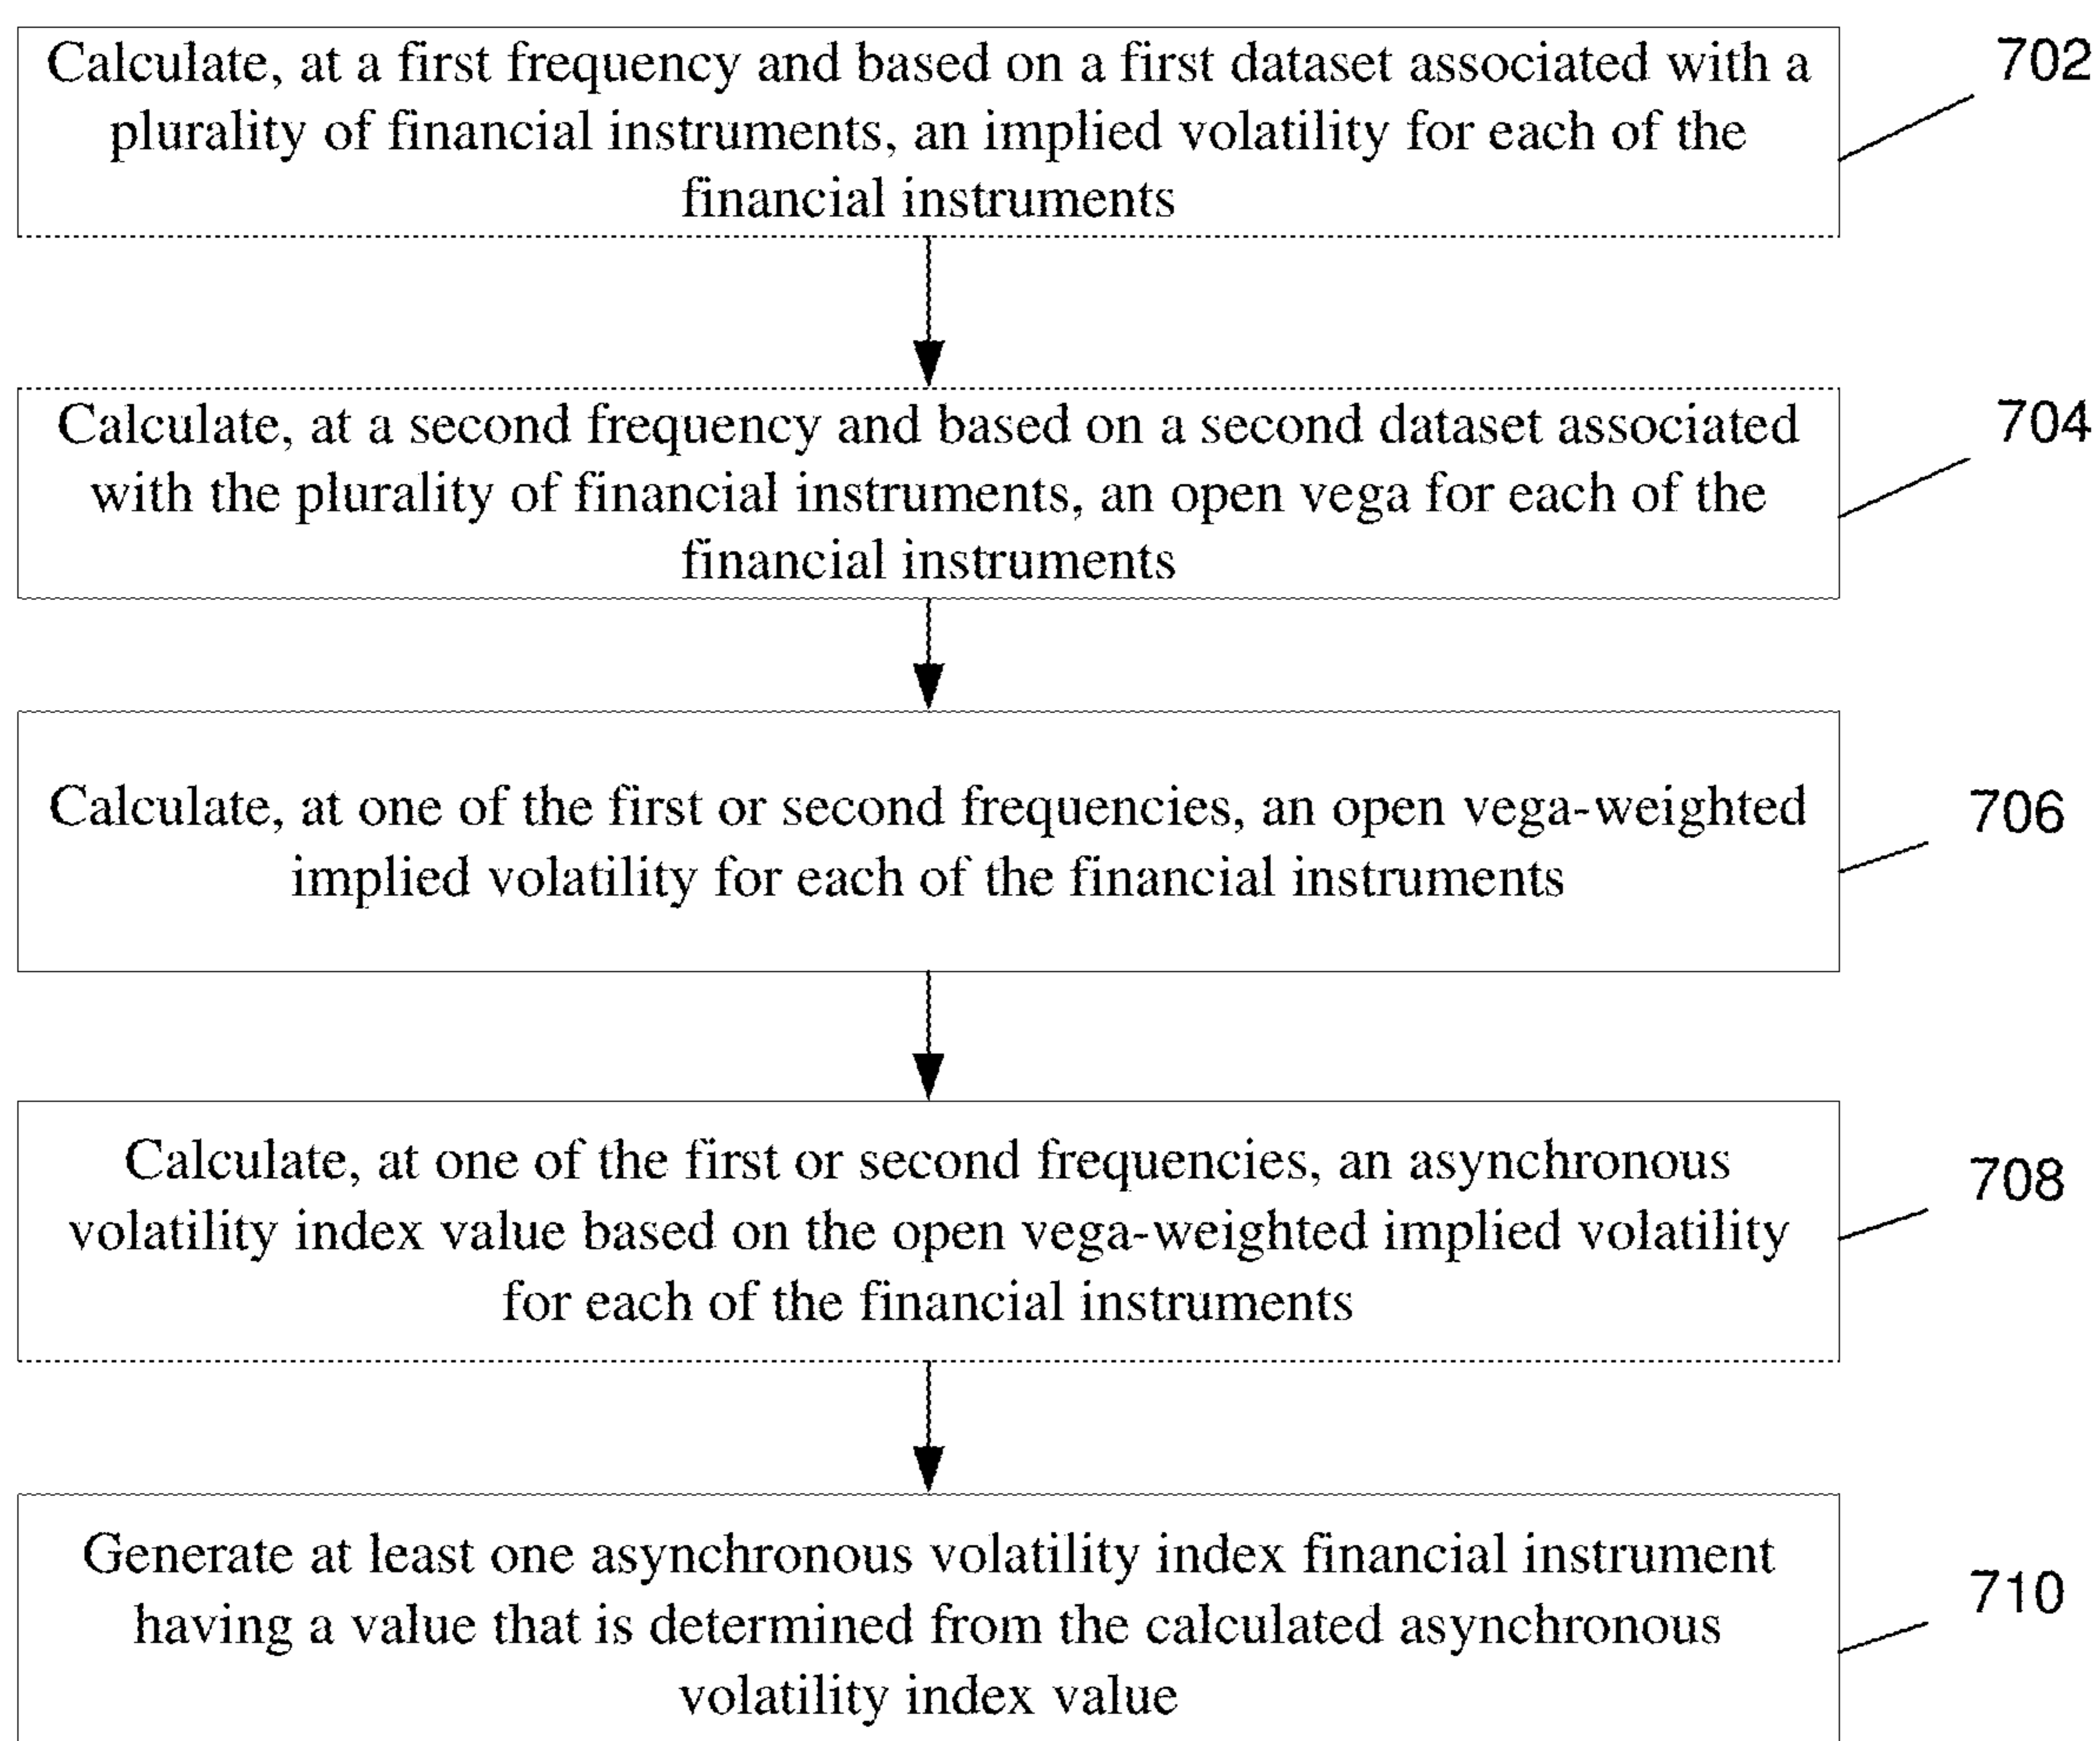 Calculate, at a first frequency and based on a first dataset associated with a
plurality of financial instruments, an implied volatility for each of the
financial instruments
702
Calculate, at a second frequency and based on a second dataset associated
with the plurality of financial instruments, an open vega for each of the
financial instruments
704
Calculate, at one of the first or second frequencies, an open vega-weighted
implied volatility for each of the financial instruments
706
Calculate, at one of the first or second frequencies, an asynchronous
volatility index value based on the open vega-weighted implied volatility
for each of the financial instruments
708
Generate at least one asynchronous volatility index financial instrument
having a value that is determined from the calculated asynchronous
volatility index value
710